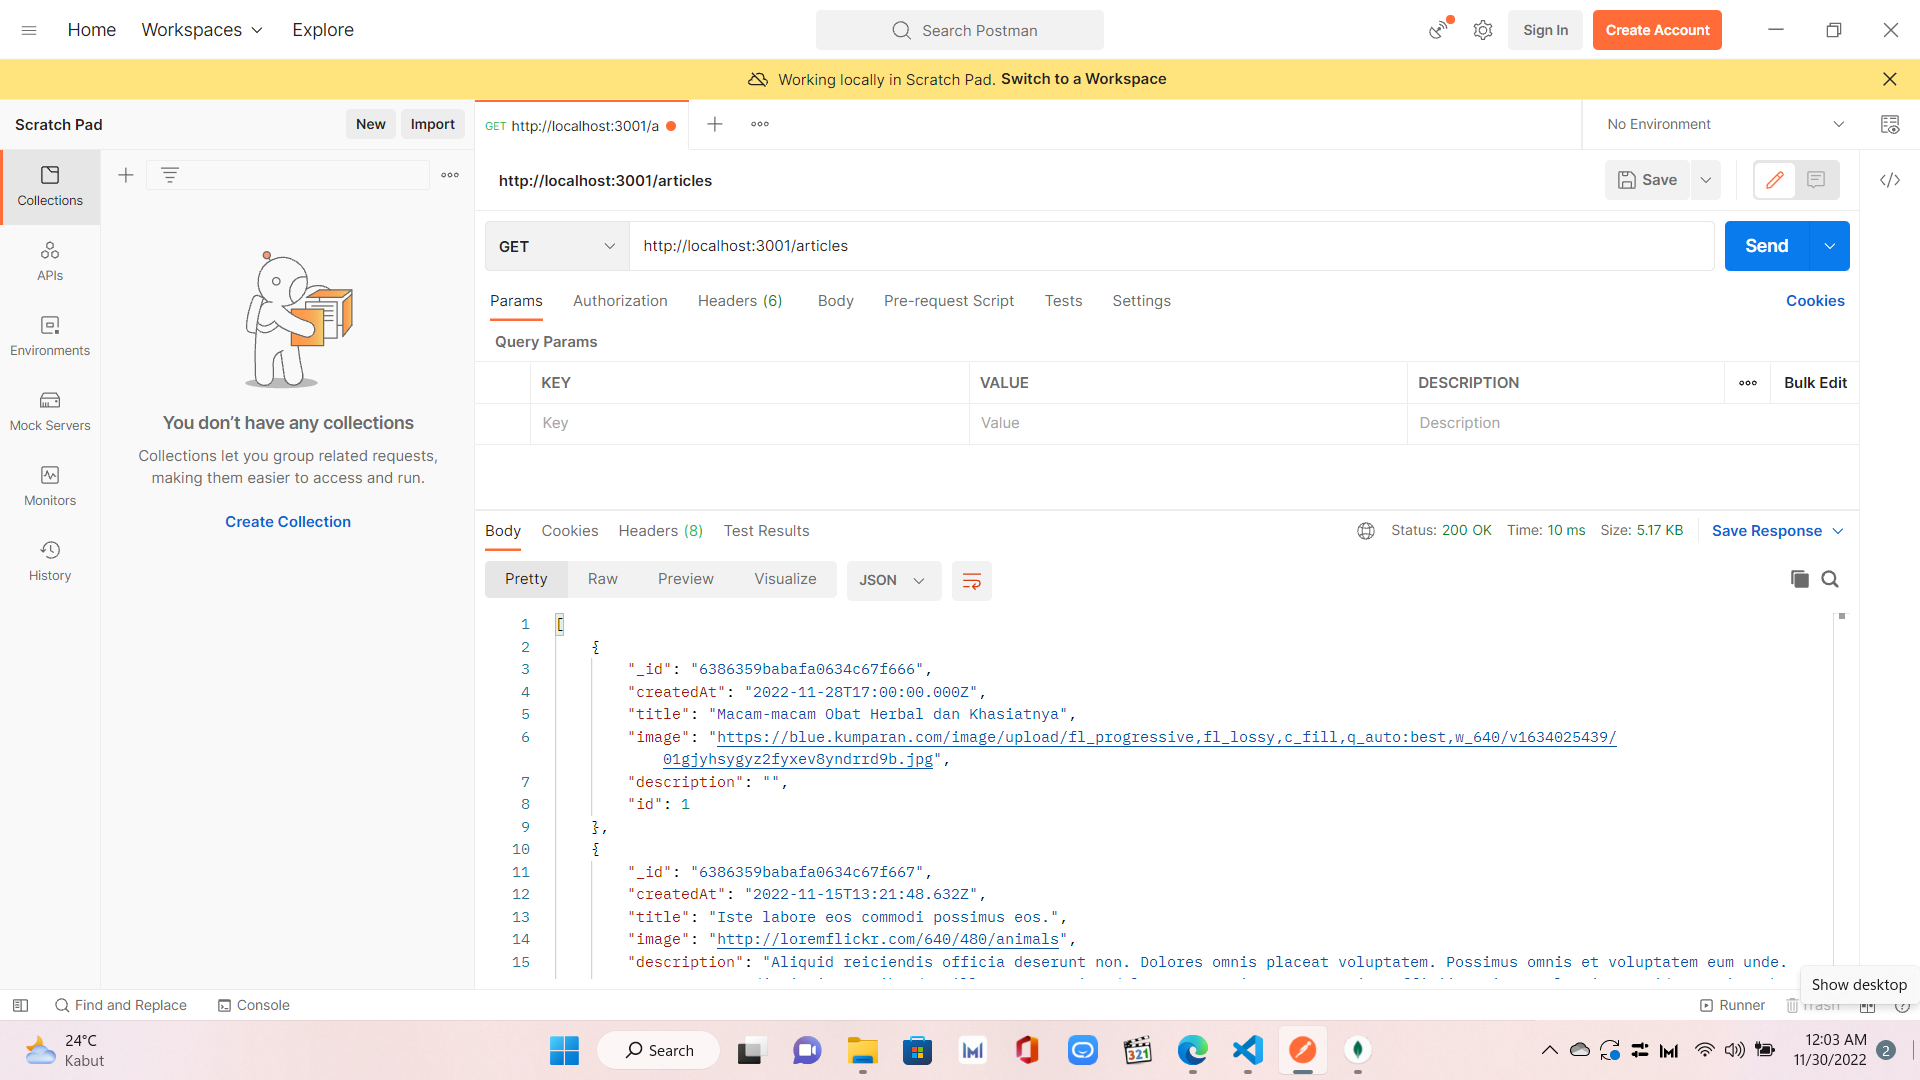 Home Workspaces Explore Search Postman Sign In Create Account
Working locally in Scratch Pad. Switch to a Workspace
Scratch Pad New Import GET http://localhost:3001/a No Environment
Collections
APIs
Environments
Mock Servers
Monitors
History
You don’t have any collections
Collections let you group related requests,
making them easier to access and run.
Create Collection
http://localhost:3001/articles Save
GET http://localhost:3001/articles Send
Params Authorization Headers (6) Body Pre-request Script Tests Settings Cookies
Query Params
KEY VALUE DESCRIPTION Bulk Edit
Key Value Description
Body Cookies Headers (8) Test Results Status: 200 OK Time: 10 ms Size: 5.17 KB Save Response
Pretty Raw Preview Visualize JSON
1 [
2 {
3 "_id": "6386359babafa0634c67f666",
4 "createdAt": "2022-11-28T17:00:00.000Z",
5 "title": "Macam-macam Obat Herbal dan Khasiatnya",
6 "image": "https://blue.kumparan.com/image/upload/fl_progressive,fl_lossy,c_fill,q_auto:best,w_640/v1634025439/
01gjyhsygyz2fyxev8yndrrd9b.jpg",
7 "description": "",
8 "id": 1
9 },
10 {
11 "_id": "6386359babafa0634c67f667",
12 "createdAt": "2022-11-15T13:21:48.632Z",
13 "title": "Iste labore eos commodi possimus eos.",
14 "image": "http://loremflickr.com/640/480/animals",
15 "description": "Aliquid reiciendis officia deserunt non. Dolores omnis placeat voluptatem. Possimus omnis et voluptatem eum unde.
Show desktop
Find and Replace Console Runner Trash
24°C
Kabut
Search
321
12:03 AM
11/30/2022
2